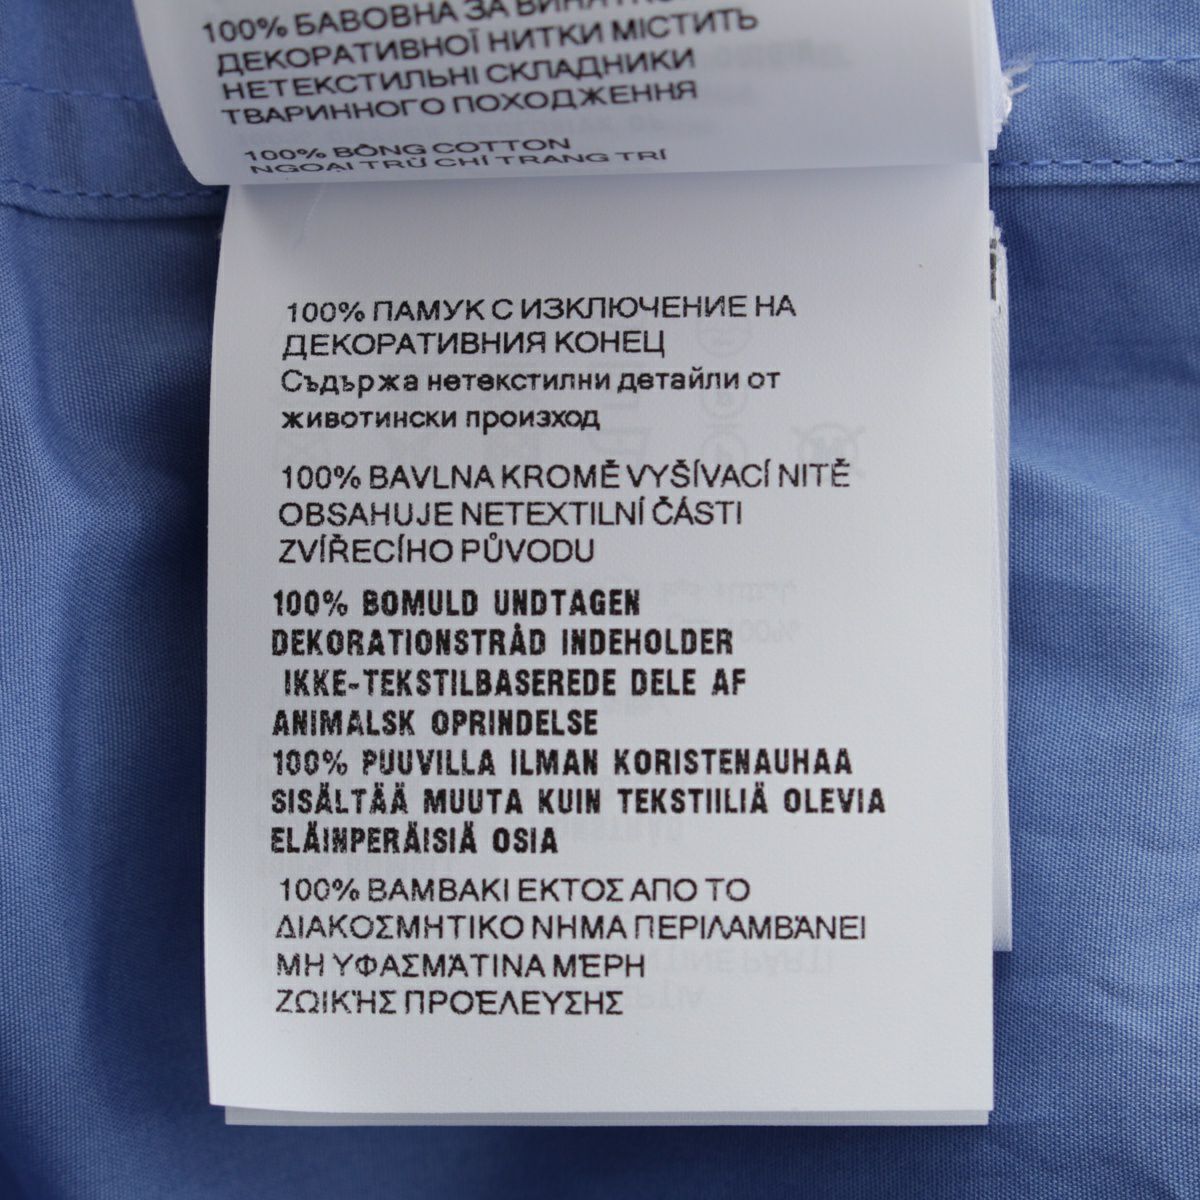 100% БАВОВНА ЗА
ДЕКОРАТИВНОЇ НИТКИ МІСТИТЬ
НЕТЕКСТИЛЬНІ СКЛАДНИКИ
ТВАРИННОГО ПОХОДЖЕННЯ
100% BÔNG COTTON
NGOẠI TRỪ CHỈ TRANG TRÍ
100% ПАМУК С ИЗКЛЮЧЕНИЕ НА
ДЕКОРАТИВНИЯ КОНЕЦ
Съдържа нетекстилни детайли от
животински произход
100% BAVLNA KROMĚ VYŠÍVACÍ NITĚ
OBSAHUJE NETEXTILNÍ ČÁSTI
ZVÍŘECÍHO PŮVODU
100% BOMULD UNDTAGEN
DEKORATIONSTRÅD INDEHOLDER
IKKE-TEKSTILBASEREDE DELE AF
ANIMALSK OPRINDELSE
100% PUUVILLA ILMAN KORISTENAUHAA
SISÄLTÄÄ MUUTA KUIN TEKSTIILIÄ OLEVIA
ELÄINPERÄISIÄ OSIA
100% ΒΑΜΒΑΚΙ ΕΚΤΟΣ ΑΠΟ ΤΟ
ΔΙΑΚΟΣΜΗΤΙΚΟ ΝΗΜΑ ΠΕΡΙΛΑΜΒΆΝΕΙ
ΜΗ ΥΦΑΣΜΆΤΙΝΑ ΜΈΡΗ
ΖΩΙΚΉΣ ΠΡΟΈΛΕΥΣΗΣ